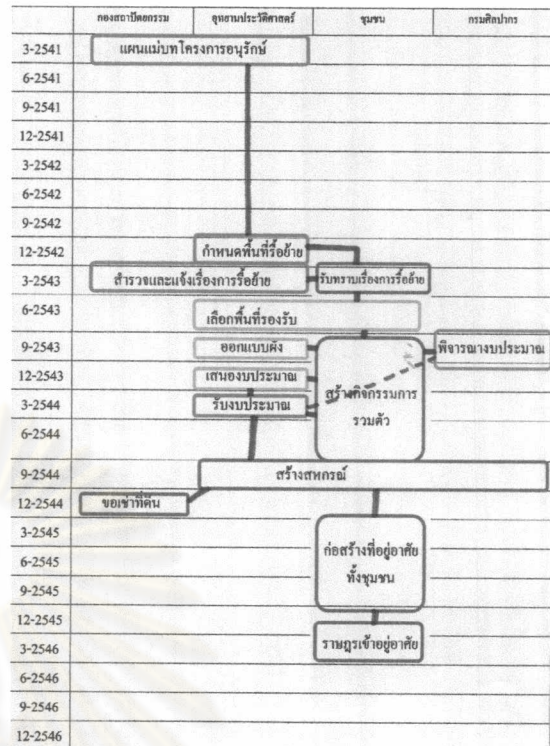 กองสถาปัตยกรรม อุทยานประวัติศาสตร์ ชุมชน กรมศิลปากร
3-2541 แผนแม่บทโครงการอนุรักษ์
6-2541
9-2541
12-2541
3-2542
6-2542
9-2542
12-2542 กำหนดพื้นที่รื้อย้าย
3-2543 สำรวจและแจ้งเรื่องการรื้อย้าย รับทราบเรื่องการรื้อย้าย
6-2543 เลือกพื้นที่รองรับ
9-2543 ออกแบบผัง พิจารณางบประมาณ
12-2543 เสนองบประมาณ สร้างกิจกรรมการ
3-2544 รับงบประมาณ รวมตัว
6-2544
9-2544 สร้างสหกรณ์
12-2544 ขอเช่าที่ดิน
3-2545 ก่อสร้างที่อยู่อาศัย
6-2545 ทั้งชุมชน
9-2545
12-2545
3-2546 ราษฎรเข้าอยู่อาศัย
6-2546
9-2546
12-2546